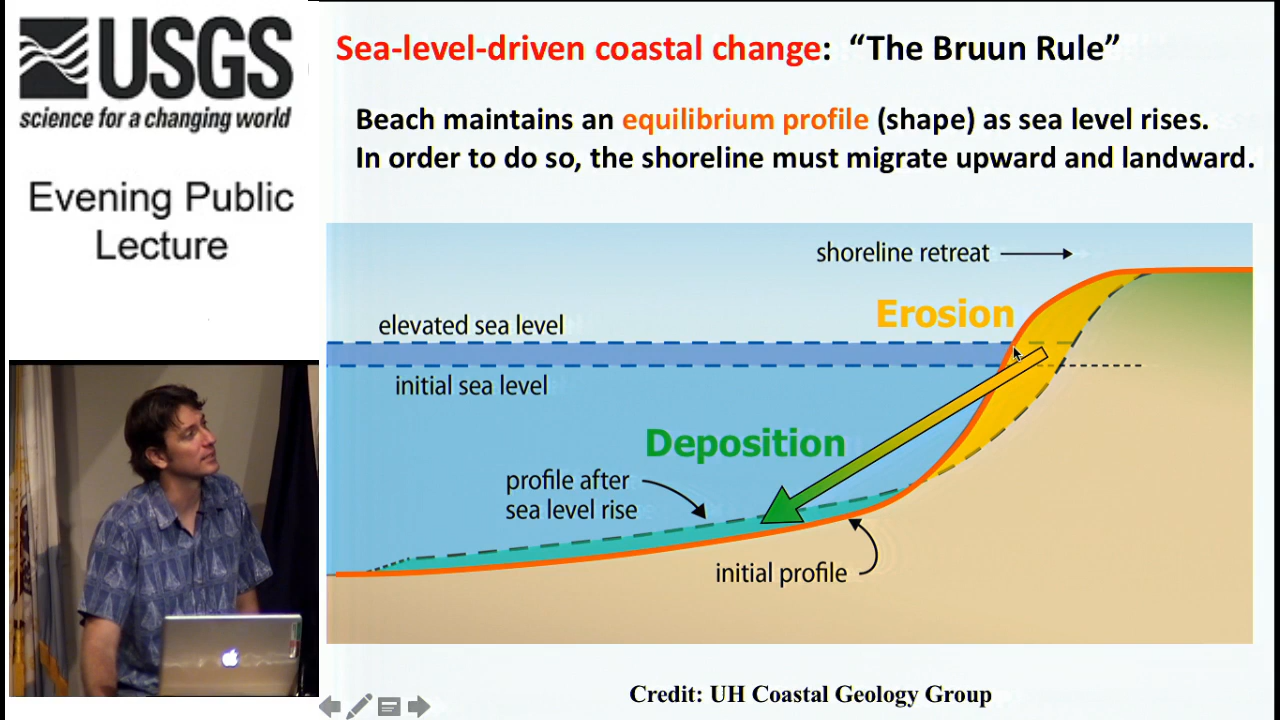 USGS
science for a changing world
Evening Public
Lecture
Sea-level-driven coastal change: “The Bruun Rule”
Beach maintains an equilibrium profile (shape) as sea level rises.
In order to do so, the shoreline must migrate upward and landward.
shoreline retreat
Erosion
elevated sea level
initial sea level
Deposition
profile after
sea level rise
initial profile
Credit: UH Coastal Geology Group